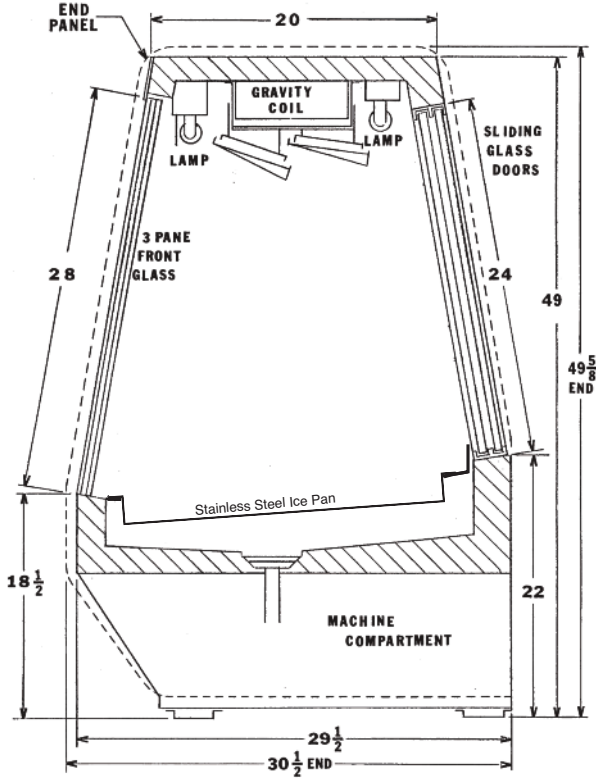 END
PANEL
20
GRAVITY
COIL
LAMP
LAMP
SLIDING
GLASS
DOORS
3 PANE
FRONT
GLASS
28
24
49
49 5/8
END
Stainless Steel Ice Pan
18 1/2
22
MACHINE
COMPARTMENT
29 1/2
30 1/2 END